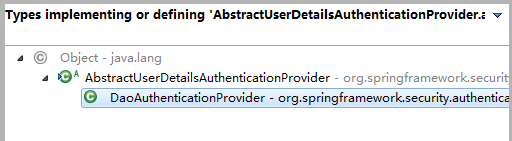 Types implementing or defining 'AbstractUserDetailsAuthenticationProvider.a
Object - java.lang
AbstractUserDetailsAuthenticationProvider - org.springframework.securit
DaoAuthenticationProvider - org.springframework.security.authentica